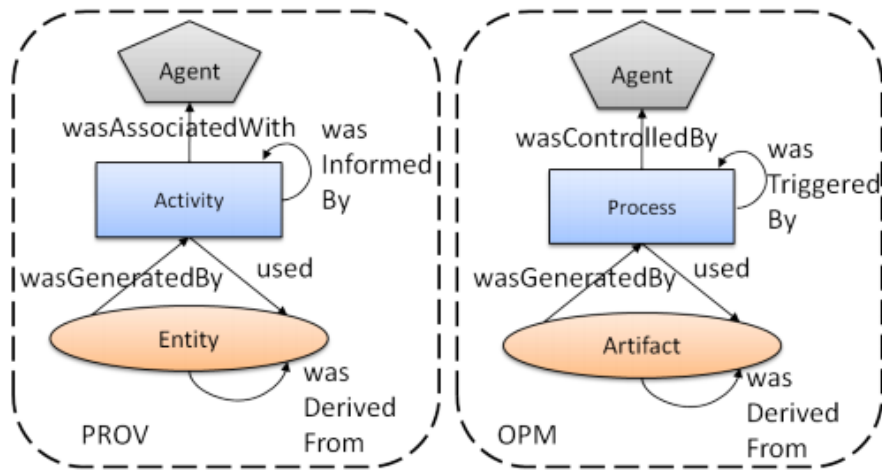 Agent
wasAssociatedWith
was
Informed
By
Activity
wasGeneratedBy
used
Entity
was
Derived
From
PROV
Agent
wasControlledBy
was
Triggered
By
Process
wasGeneratedBy
used
Artifact
was
Derived
From
OPM